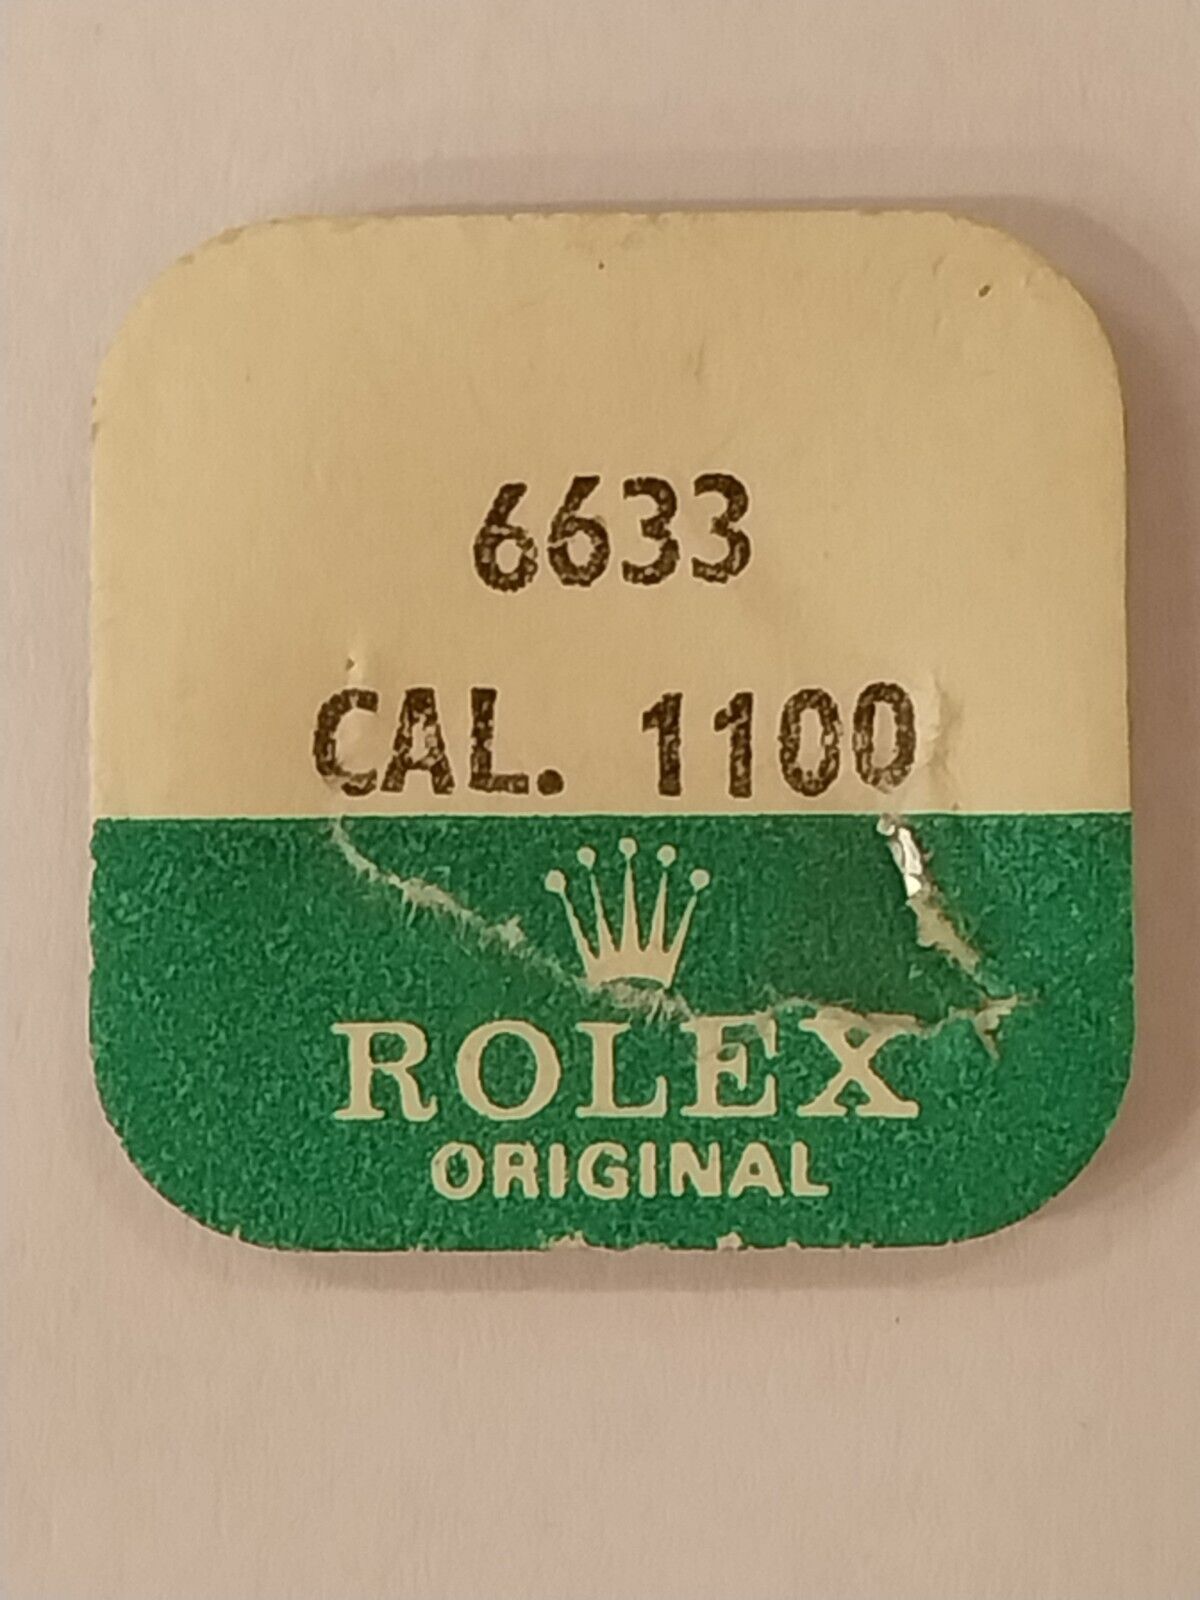 6633
CAL. 1100
ROLEX
ORIGINAL